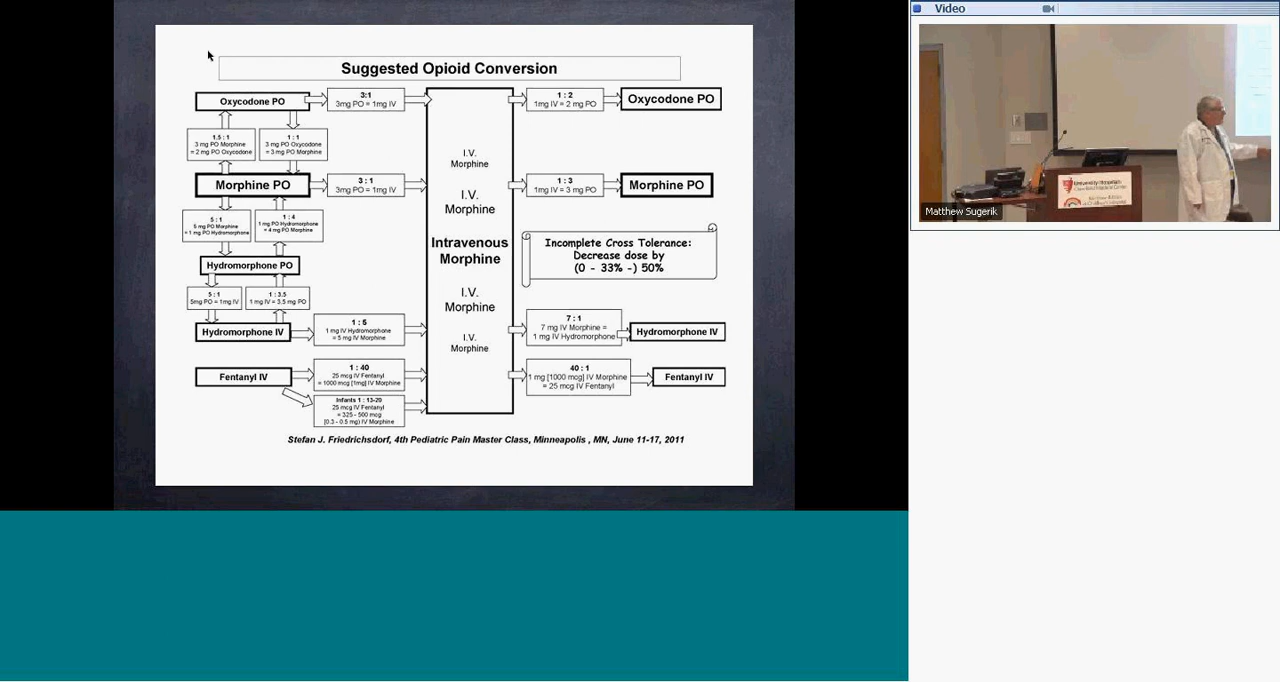 Video
Suggested Opioid Conversion
Oxycodone PO
3:1
3mg PO = 1mg IV
1 : 2
1mg IV = 2 mg PO
Oxycodone PO
1.5 : 1
3 mg PO Morphine
= 2 mg PO Oxycodone
1 : 1
3 mg PO Oxycodone
= 3 mg PO Morphine
I.V.
Morphine
I.V.
Morphine
Intravenous
Morphine
I.V.
Morphine
I.V.
Morphine
Morphine PO
3 : 1
3mg PO = 1mg IV
1 : 3
1mg IV = 3 mg PO
Morphine PO
5 : 1
5 mg PO Morphine
= 1 mg PO Hydromorphone
1 : 4
1 mg PO Hydromorphone
= 4 mg PO Morphine
Incomplete Cross Tolerance:
Decrease dose by
(0 - 33% -) 50%
Hydromorphone PO
5 : 1
5mg PO = 1mg IV
1 : 3.5
1 mg IV = 3.5 mg PO
Hydromorphone IV
1 : 5
1 mg IV Hydromorphone
= 5 mg IV Morphine
7 : 1
7 mg IV Morphine =
1 mg IV Hydromorphone
Hydromorphone IV
Fentanyl IV
1 : 40
25 mcg IV Fentanyl
= 1000 mcg [1mg] IV Morphine
40 : 1
1 mg [1000 mcg] IV Morphine
= 25 mcg IV Fentanyl
Fentanyl IV
Infants 1 : 13-20
25 mcg IV Fentanyl
= 325 - 500 mcg
[0.3 - 0.5 mg) IV Morphine
Stefan J. Friedrichsdorf, 4th Pediatric Pain Master Class, Minneapolis , MN, June 11-17, 2011
University Hospitals
Matthew Sugerik